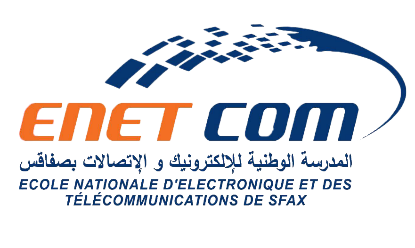 ENET COM
المدرسة الوطنية للإلكترونيك و الإتصالات بصفاقس
ECOLE NATIONALE D'ELECTRONIQUE ET DES
TÉLÉCOMMUNICATIONS DE SFAX